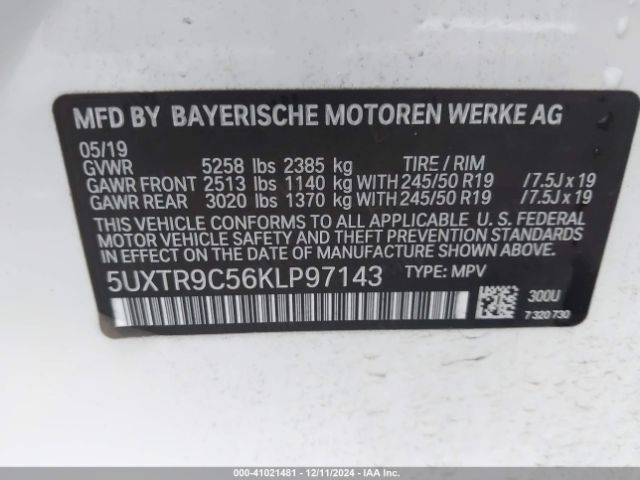 MFD BY BAYERISCHE MOTOREN WERKE AG
05/19
GVWR 5258 lbs 2385 kg TIRE / RIM
GAWR FRONT 2513 lbs 1140 kg WITH 245/50 R19 / 7.5J x 19
GAWR REAR 3020 lbs 1370 kg WITH 245/50 R19 / 7.5J x 19
THIS VEHICLE CONFORMS TO ALL APPLICABLE U. S. FEDERAL
MOTOR VEHICLE SAFETY AND THEFT PREVENTION STANDARDS
IN EFFECT ON THE DATE OF MANUFACTURE SHOWN ABOVE.
5UXTR9C56KLP97143 TYPE: MPV
300U
7 320 730
000-41021481 - 12/11/2024 - IAAI.COM